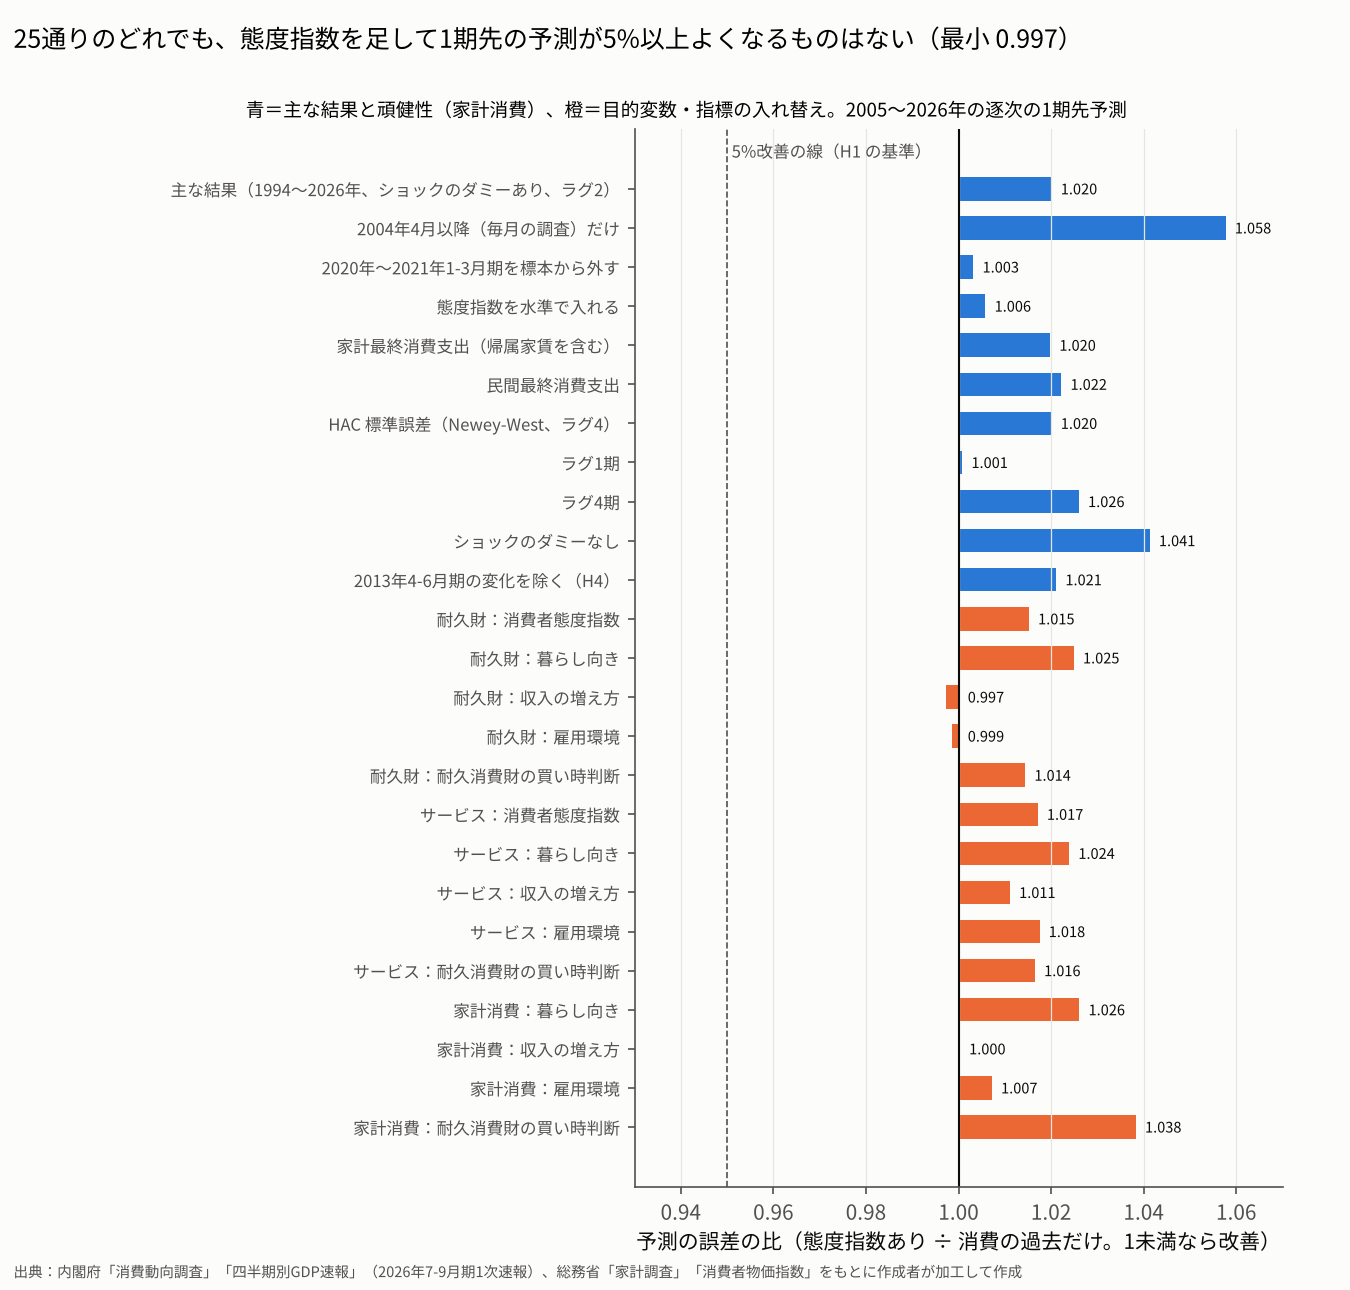 25通りのどれでも、態度指数を足して1期先の予測が5%以上よくなるものはない（最小 0.997）
青＝主な結果と頑健性（家計消費）、橙＝目的変数・指標の入れ替え。2005～2026年の逐次の1期先予測
5%改善の線（H1 の基準）
主な結果（1994～2026年、ショックのダミーあり、ラグ2） 1.020
2004年4月以降（毎月の調査）だけ 1.058
2020年～2021年1-3月期を標本から外す 1.003
態度指数を水準で入れる 1.006
家計最終消費支出（帰属家賃を含む） 1.020
民間最終消費支出 1.022
HAC 標準誤差（Newey-West、ラグ4） 1.020
ラグ1期 1.001
ラグ4期 1.026
ショックのダミーなし 1.041
2013年4-6月期の変化を除く（H4） 1.021
耐久財：消費者態度指数 1.015
耐久財：暮らし向き 1.025
耐久財：収入の増え方 0.997
耐久財：雇用環境 0.999
耐久財：耐久消費財の買い時判断 1.014
サービス：消費者態度指数 1.017
サービス：暮らし向き 1.024
サービス：収入の増え方 1.011
サービス：雇用環境 1.018
サービス：耐久消費財の買い時判断 1.016
家計消費：暮らし向き 1.026
家計消費：収入の増え方 1.000
家計消費：雇用環境 1.007
家計消費：耐久消費財の買い時判断 1.038
0.94 0.96 0.98 1.00 1.02 1.04 1.06
予測の誤差の比（態度指数あり ÷ 消費の過去だけ。1未満なら改善）
出典：内閣府「消費動向調査」「四半期別GDP速報」（2026年7-9月期1次速報）、総務省「家計調査」「消費者物価指数」をもとに作成者が加工して作成